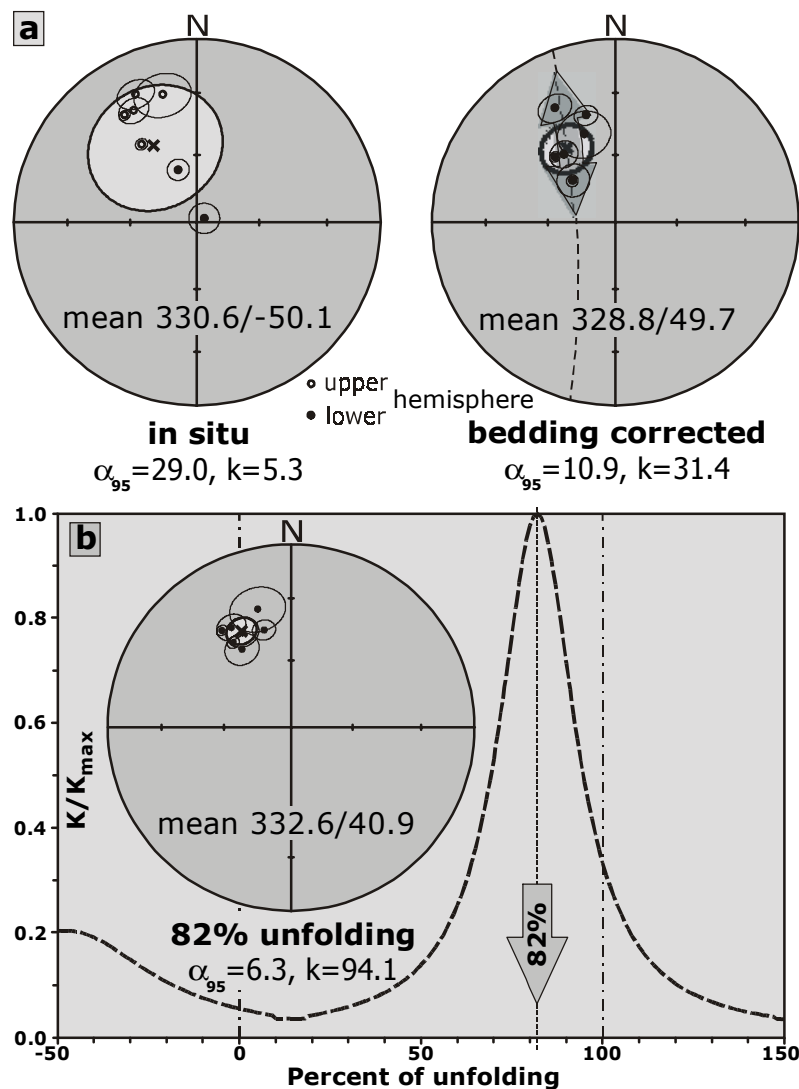 a
N
N
mean 330.6/-50.1
mean 328.8/49.7
upper
lower
hemisphere
in situ
bedding corrected
α95=29.0, k=5.3
α95=10.9, k=31.4
b
N
1.0
0.8
0.6
0.4
0.2
0.0
K/Kmax
mean 332.6/40.9
82% unfolding
α95=6.3, k=94.1
82%
-50
0
50
100
150
Percent of unfolding